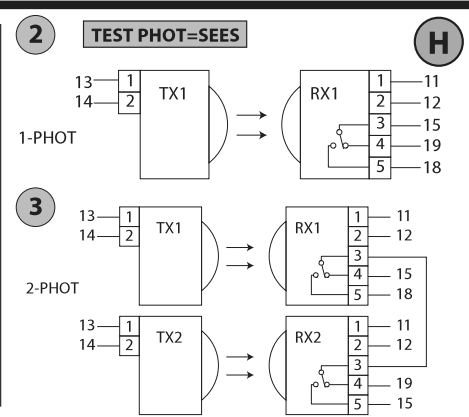 2 TEST PHOT=SEES H
13 1 TX1 RX1 1 11
14 2 2 12
3 15
1-PHOT
4 19
5 18
3
13 1 TX1 RX1 1 11
14 2 2 12
3
2-PHOT
4 15
5 18
13 1 TX2 RX2 1 11
14 2 2 12
3
4 19
5 15